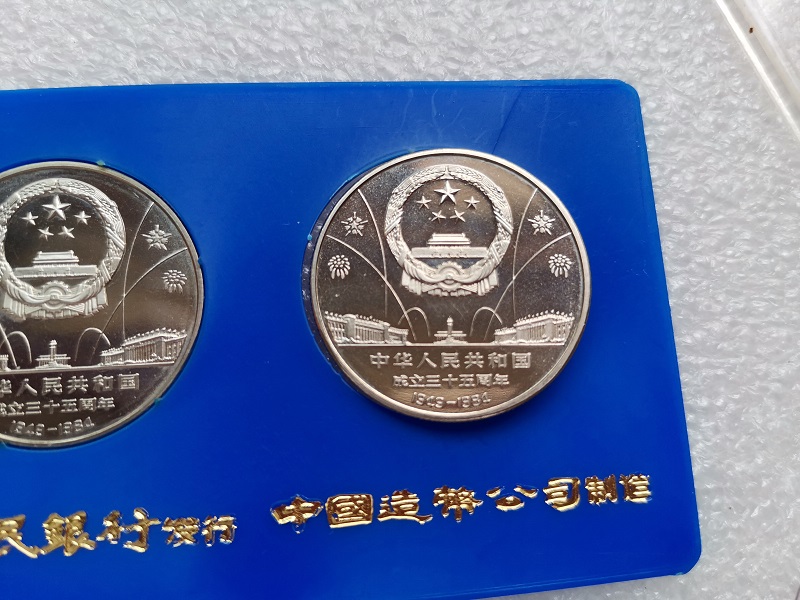 华人民共和国
成立三十五周年
1949-1984
中华人民共和国
成立三十五周年
1949-1984
民銀行发行 中國造幣公司制造